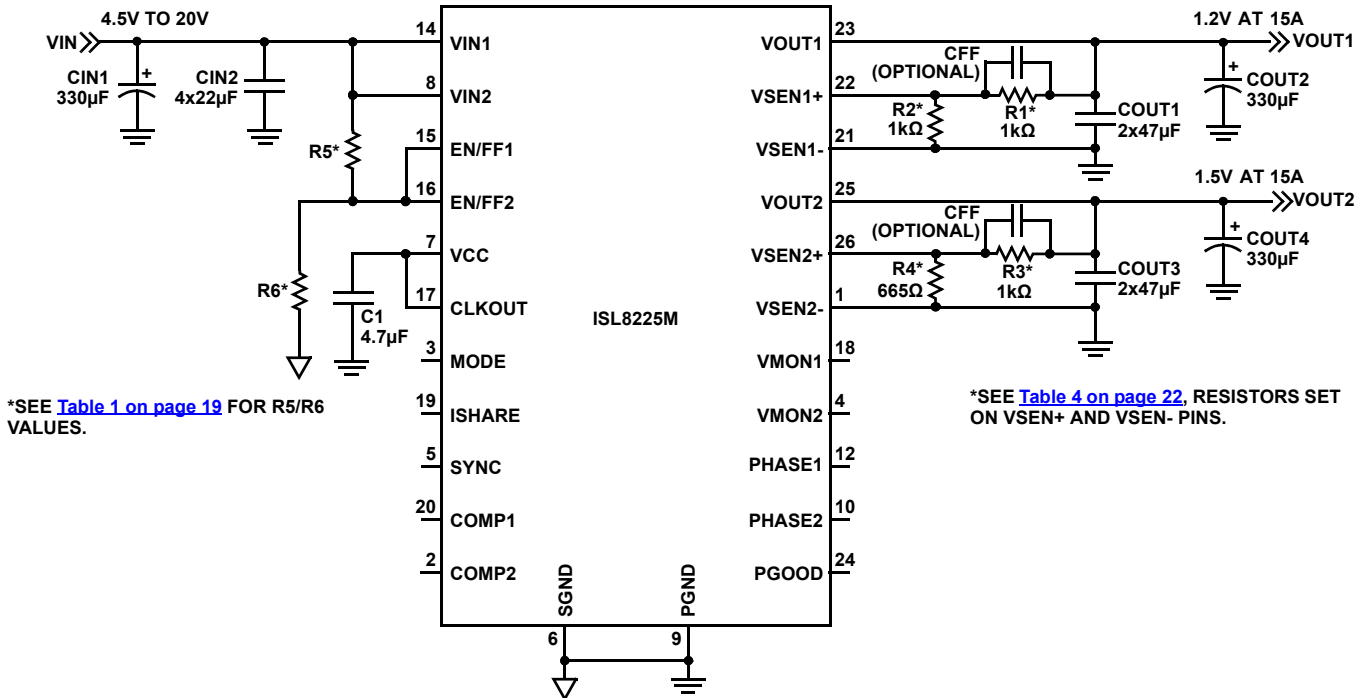 4.5V TO 20V
VIN
CIN1
330µF
+
CIN2
4x22µF
R5*
R6*
C1
4.7µF
*SEE Table 1 on page 19 FOR R5/R6
VALUES.
14 VIN1
8 VIN2
15 EN/FF1
16 EN/FF2
7 VCC
17 CLKOUT
3 MODE
19 ISHARE
5 SYNC
20 COMP1
2 COMP2
ISL8225M
SGND
6
PGND
9
VOUT1 23
VSEN1+ 22
VSEN1- 21
VOUT2 25
VSEN2+ 26
VSEN2- 1
VMON1 18
VMON2 4
PHASE1 12
PHASE2 10
PGOOD 24
CFF
(OPTIONAL)
R2*
1kΩ
R1*
1kΩ
COUT1
2x47µF
1.2V AT 15A
VOUT1
+
COUT2
330µF
CFF
(OPTIONAL)
R4*
665Ω
R3*
1kΩ
COUT3
2x47µF
1.5V AT 15A
VOUT2
+
COUT4
330µF
*SEE Table 4 on page 22, RESISTORS SET
ON VSEN+ AND VSEN- PINS.